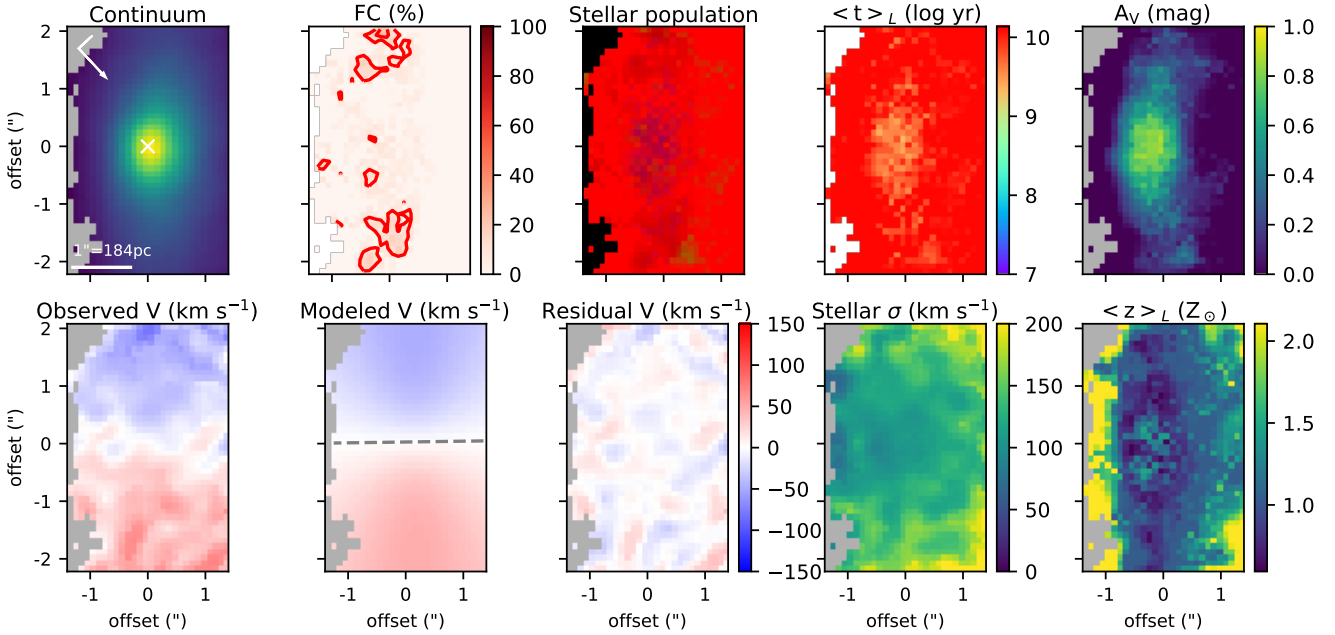 Continuum
FC (%)
Stellar population
< t >L (log yr)
AV (mag)
offset (")
2
1
0
-1
-2
1"=184pc
100
80
60
40
20
0
10
9
8
7
1.0
0.8
0.6
0.4
0.2
0.0
Observed V (km s−1)
Modeled V (km s−1)
Residual V (km s−1)
Stellar σ (km s−1)
< z >L (Z⊙)
offset (")
2
1
0
-1
-2
150
100
50
0
−50
−100
−150
200
150
100
50
0
2.0
1.5
1.0
-1 0 1 -1 0 1 -1 0 1 -1 0 1 -1 0 1
offset (") offset (") offset (") offset (") offset (")